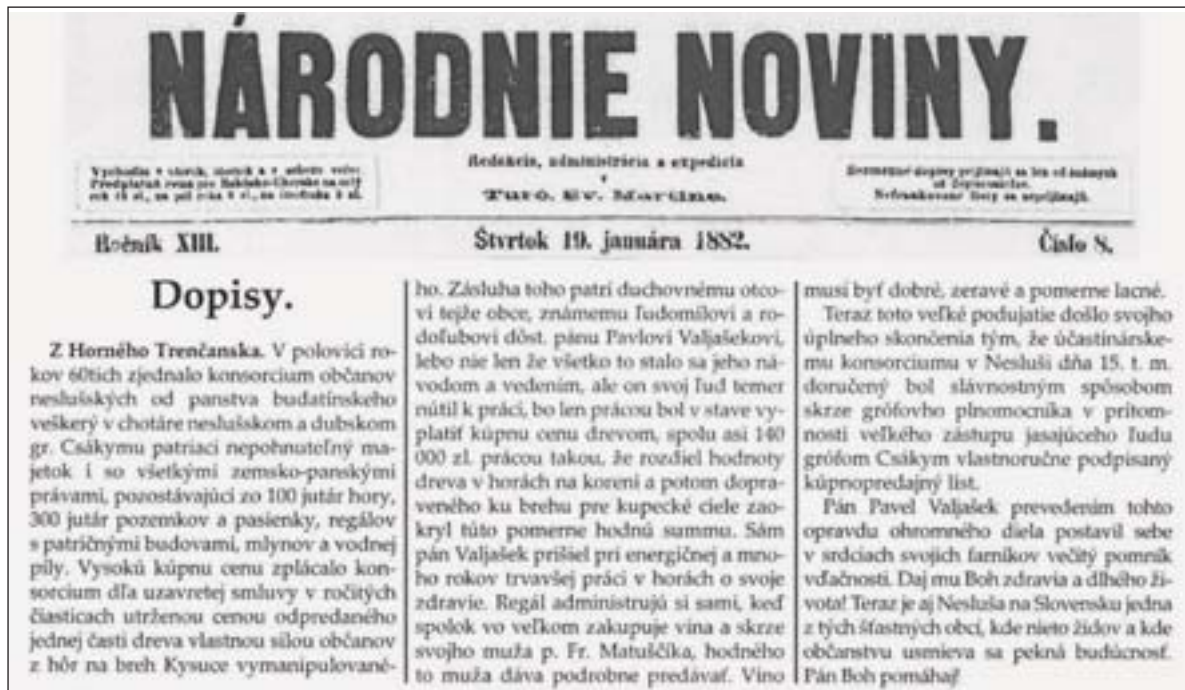 NÁRODNIE NOVINY.
Redakcia, administrácia a expedícia
v
Turč. Sv. Martine.
Ročník XIII.
Štvrtok 19. januára 1882.
Číslo 8.
Dopisy.
Z Horného Trenčanska. V polovici ro-
kov 60tich zjednalo konsorcium občanov
neslušských od panstva budatínskeho
veškerý v chotáre neslušskom a dubskom
gr. Csákymu patriaci nepohnuteľný ma-
jetok i so všetkými zemsko-panskými
právami, pozostávajúci zo 100 jutár hory,
300 jutár pozemkov a pasienky, regálov
s patričnými budovami, mlynov a vodnej
píly. Vysokú kúpnu cenu zplácalo kon-
sorcium dľa uzavretej smluvy v ročitých
čiasticach utrženou cenou odpredaného
jednej časti dreva vlastnou silou občanov
z hôr na breh Kysuce vymanipulované-
ho. Zásluha toho patrí duchovnému otco-
vi tejže obce, známemu ľudomilovi a ro-
doľubovi dôst. pánu Pavlovi Valjašekovi,
lebo nie len že všetko to stalo sa jeho ná-
vodom a vedením, ale on svoj ľud temer
nútil k práci, bo len prácou bol v stave vy-
platiť kúpnu cenu drevom, spolu asi 140
000 zl. prácou takou, že rozdiel hodnoty
dreva v horách na koreni a potom dopra-
veného ku brehu pre kupecké ciele zao-
kryl túto pomerne hodnú summu. Sám
pán Valjašek prišiel pri energičnej a mno-
ho rokov trvavšej práci v horách o svoje
zdravie. Regál administrujú si sami, keď
spolok vo veľkom zakupuje vína a skrze
svojho muža p. Fr. Matuščíka, hodného
to muža dáva podrobne predávať. Víno
musí byť dobré, zeravé a pomerne lacné.
Teraz toto veľké podujatie došlo svojho
úplneho skončenia tým, že účastinárske-
mu konsorciumu v Nesluši dňa 15. t. m.
doručený bol slávnostným spôsobom
skrze grófovho plnomocníka v prítom-
nosti veľkého zástupu jasajúceho ľudu
grófom Csákym vlastnoručne podpísaný
kúpnopredajný list.
Pán Pavel Valjašek prevedením tohto
opravdu ohromného diela postavil sebe
v srdciach svojich farníkov večitý pomník
vďačnosti. Daj mu Boh zdravia a dlhého ži-
vota! Teraz je aj Nesluša na Slovensku jedna
z tých šťastných obcí, kde nieto židov a kde
občanstvu usmieva sa pekná budúcnosť.
Pán Boh pomáhaj!